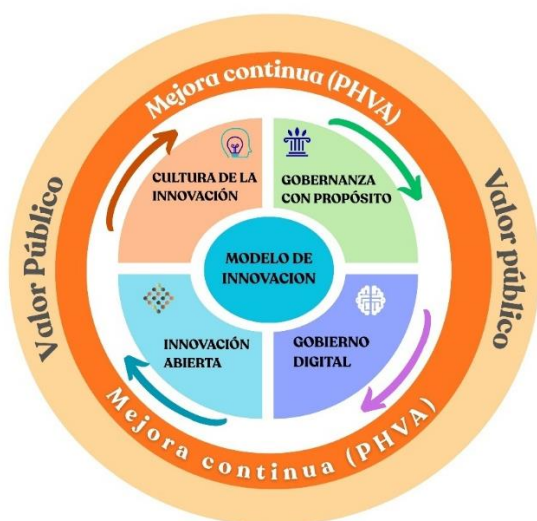 Mejora continua (PHVA)
Valor Público
Valor público
CULTURA DE LA
INNOVACIÓN
GOBERNANZA
CON PROPÓSITO
MODELO DE
INNOVACION
INNOVACIÓN
ABIERTA
GOBIERNO
DIGITAL
Mejora continua (PHVA)